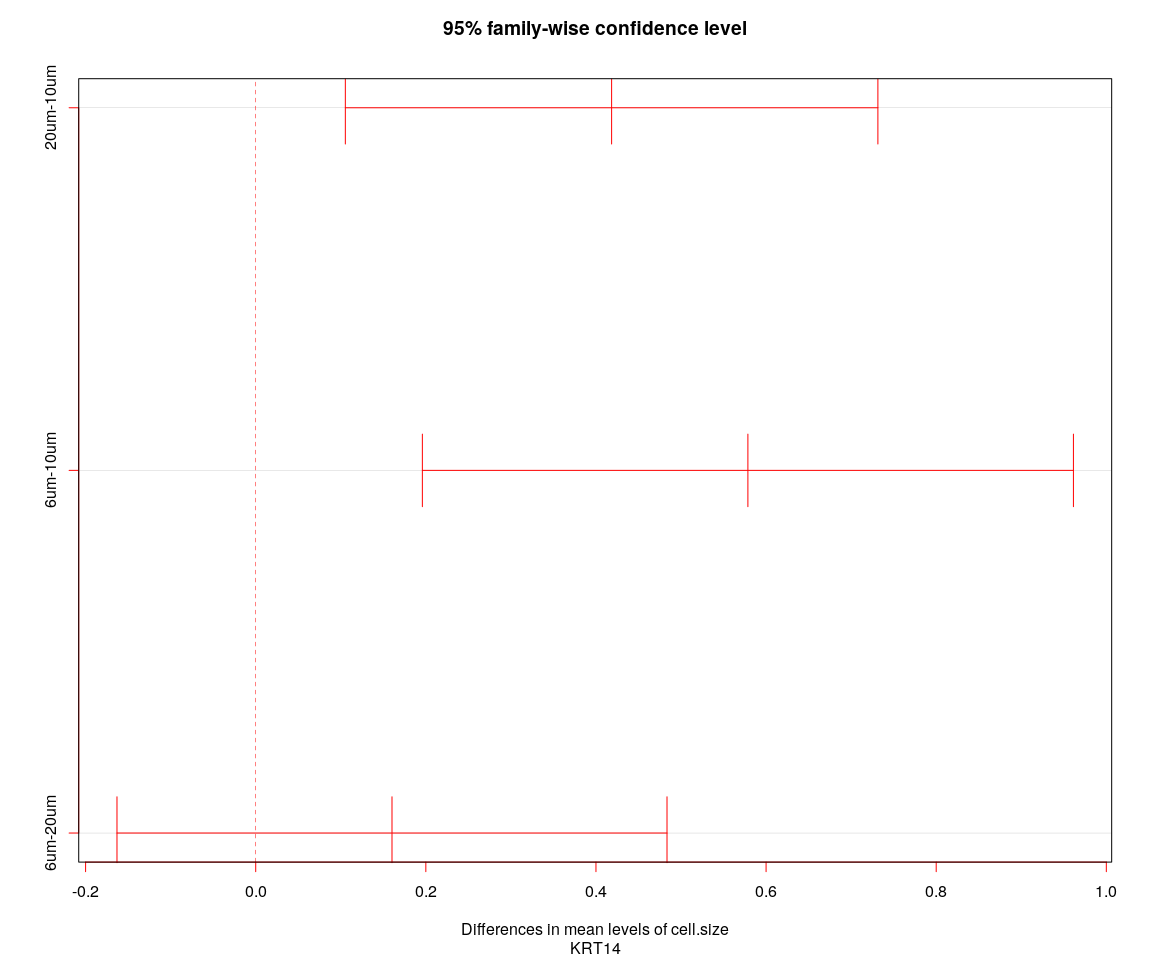 95% family-wise confidence level
20um-10um
6um-10um
6um-20um
-0.2 0.0 0.2 0.4 0.6 0.8 1.0
Differences in mean levels of cell.size
KRT14